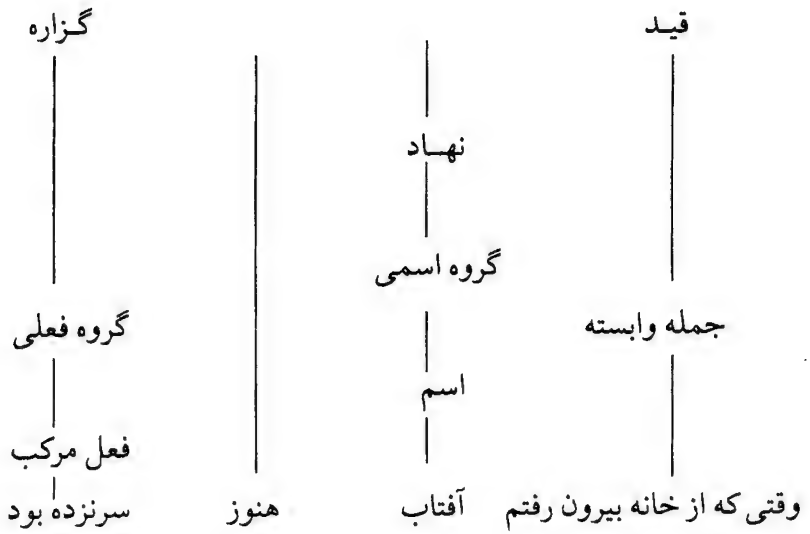 قید گزاره
نهاد
گروه اسمی
جمله وابسته گروه فعلی
اسم
فعل مرکب
وقتی که از خانه بیرون رفتم آفتاب هنوز سرنزده بود